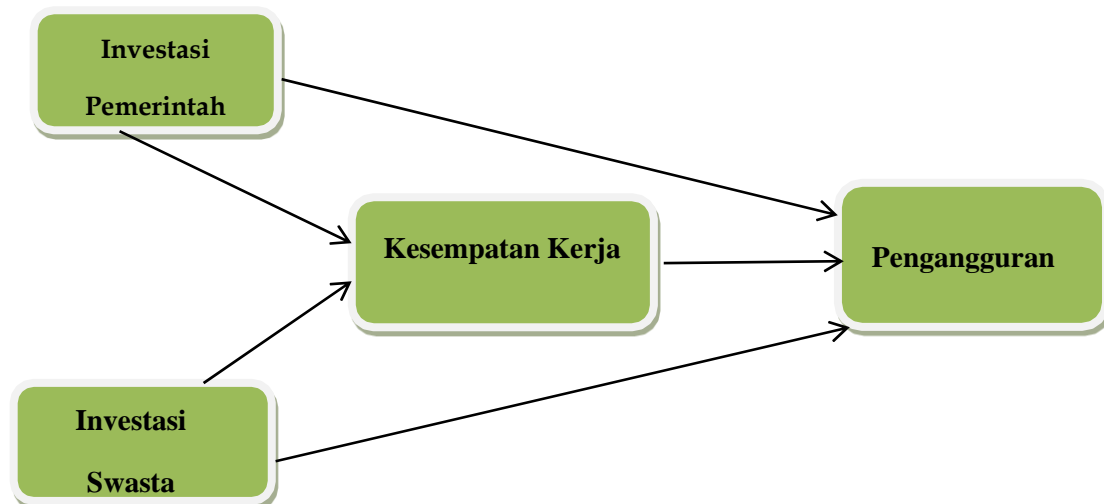 Investasi
Pemerintah
Kesempatan Kerja
Pengangguran
Investasi
Swasta